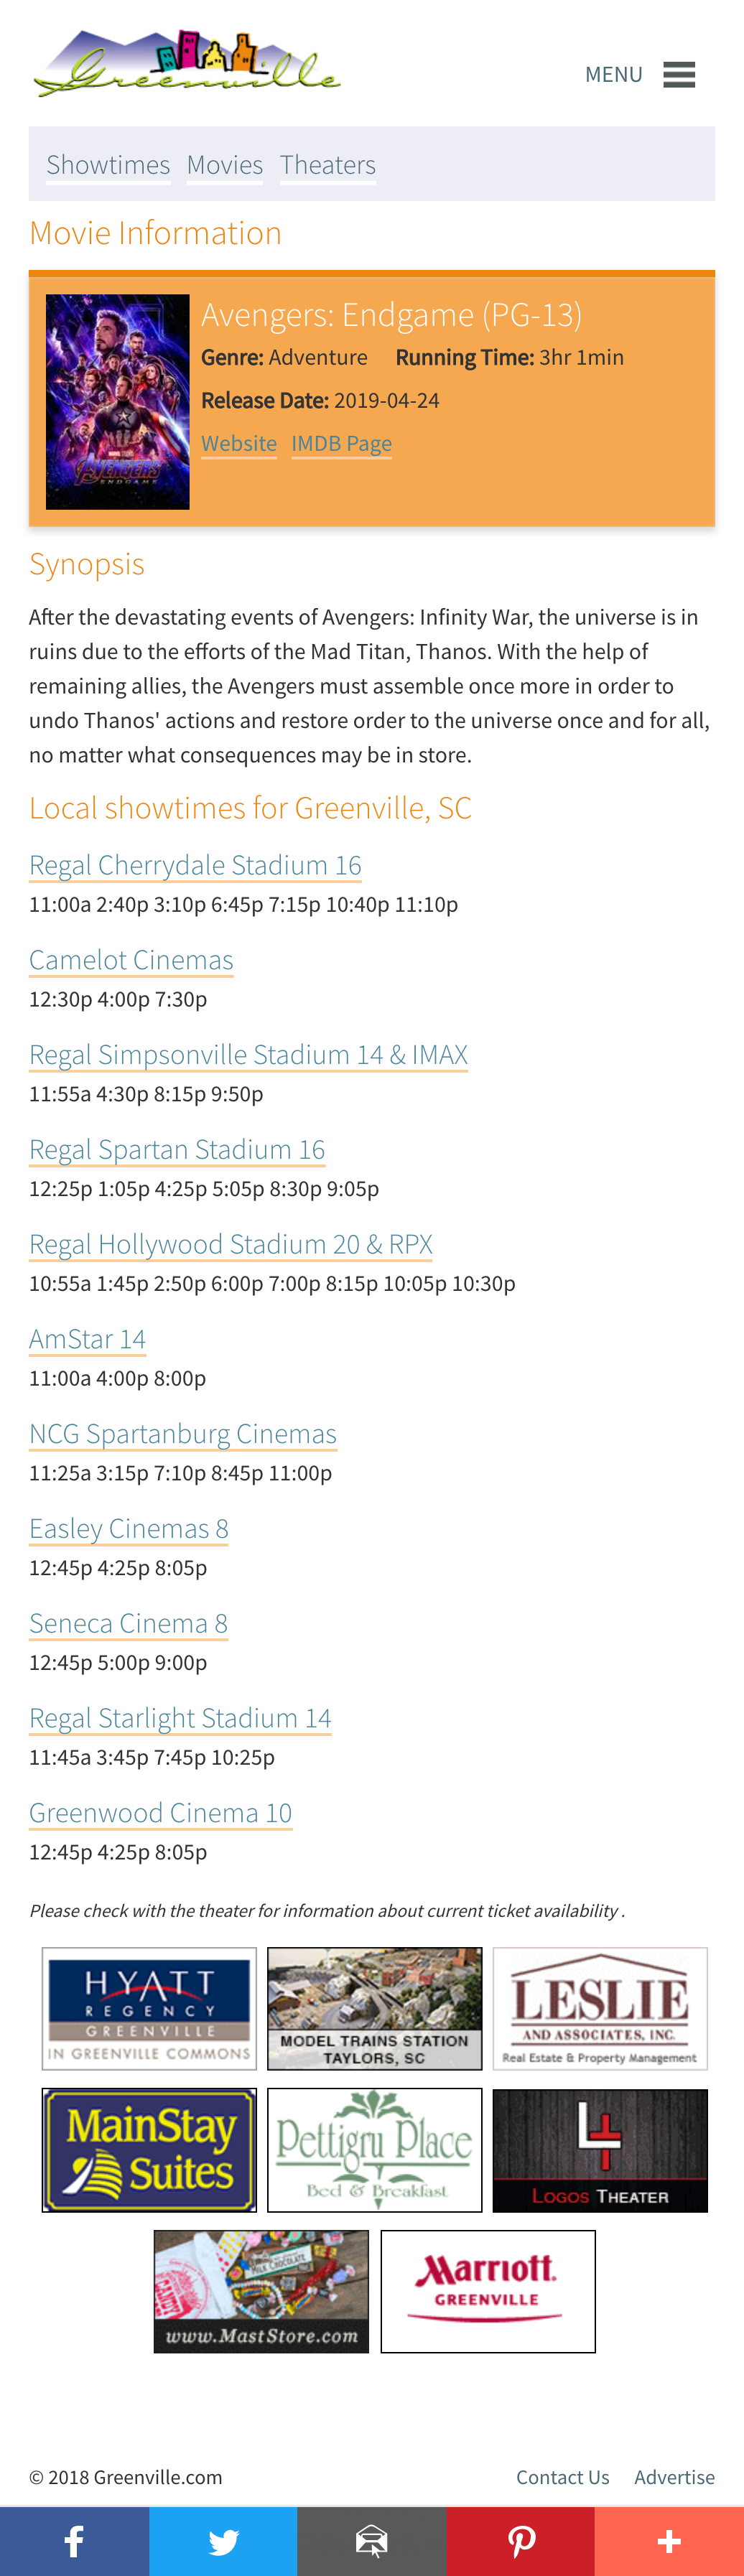 Greenville
MENU
Showtimes Movies Theaters
Movie Information
Avengers: Endgame (PG-13)
Genre: Adventure Running Time: 3hr 1min
Release Date: 2019-04-24
Website IMDB Page
MARVEL STUDIOS
AVENGERS
ENDGAME
Synopsis
After the devastating events of Avengers: Infinity War, the universe is in
ruins due to the efforts of the Mad Titan, Thanos. With the help of
remaining allies, the Avengers must assemble once more in order to
undo Thanos' actions and restore order to the universe once and for all,
no matter what consequences may be in store.
Local showtimes for Greenville, SC
Regal Cherrydale Stadium 16
11:00a 2:40p 3:10p 6:45p 7:15p 10:40p 11:10p
Camelot Cinemas
12:30p 4:00p 7:30p
Regal Simpsonville Stadium 14 & IMAX
11:55a 4:30p 8:15p 9:50p
Regal Spartan Stadium 16
12:25p 1:05p 4:25p 5:05p 8:30p 9:05p
Regal Hollywood Stadium 20 & RPX
10:55a 1:45p 2:50p 6:00p 7:00p 8:15p 10:05p 10:30p
AmStar 14
11:00a 4:00p 8:00p
NCG Spartanburg Cinemas
11:25a 3:15p 7:10p 8:45p 11:00p
Easley Cinemas 8
12:45p 4:25p 8:05p
Seneca Cinema 8
12:45p 5:00p 9:00p
Regal Starlight Stadium 14
11:45a 3:45p 7:45p 10:25p
Greenwood Cinema 10
12:45p 4:25p 8:05p
Please check with the theater for information about current ticket availability .
HYATT
REGENCY
GREENVILLE
IN GREENVILLE COMMONS
MODEL TRAINS STATION
TAYLORS, SC
LESLIE
AND ASSOCIATES, INC.
Real Estate & Property Management
MainStay
Suites
Pettigru Place
Bed & Breakfast
LOGOS THEATER
MILK CHOCOLATE
www.MastStore.com
Marriott.
GREENVILLE
© 2018 Greenville.com
Contact Us Advertise